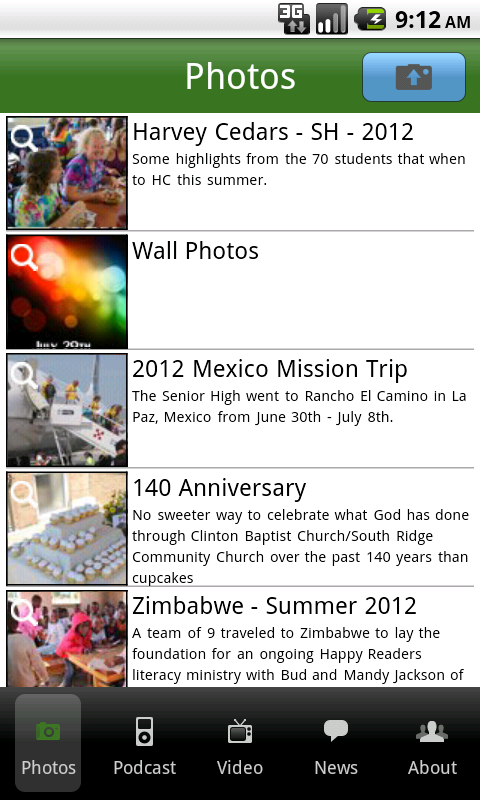 3G 9:12 AM
Photos
Harvey Cedars - SH - 2012
Some highlights from the 70 students that when
to HC this summer.
Wall Photos
July 29th
2012 Mexico Mission Trip
The Senior High went to Rancho El Camino in La
Paz, Mexico from June 30th - July 8th.
140 Anniversary
No sweeter way to celebrate what God has done
through Clinton Baptist Church/South Ridge
Community Church over the past 140 years than
cupcakes
Zimbabwe - Summer 2012
A team of 9 traveled to Zimbabwe to lay the
foundation for an ongoing Happy Readers
literacy ministry with Bud and Mandy Jackson of
Photos Podcast Video News About